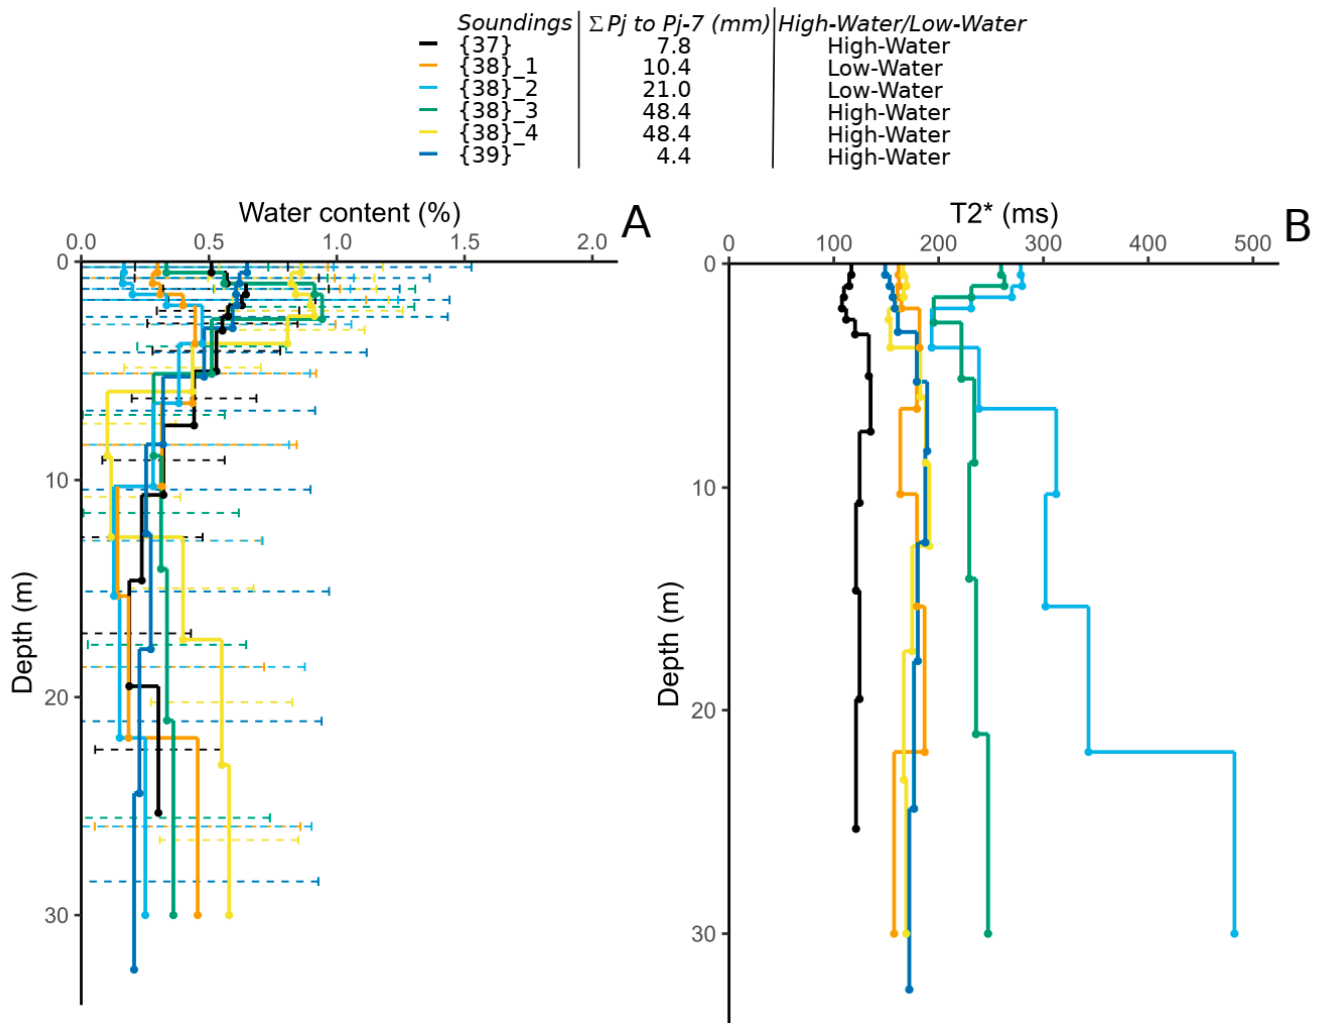 Soundings ΣPj to Pj-7 (mm) High-Water/Low-Water
{37} 7.8 High-Water
{38}_1 10.4 Low-Water
{38}_2 21.0 Low-Water
{38}_3 48.4 High-Water
{38}_4 48.4 High-Water
{39} 4.4 High-Water
Water content (%)
A
0.0 0.5 1.0 1.5 2.0
0
10
20
30
Depth (m)
T2* (ms)
B
0 100 200 300 400 500
0
10
20
30
Depth (m)